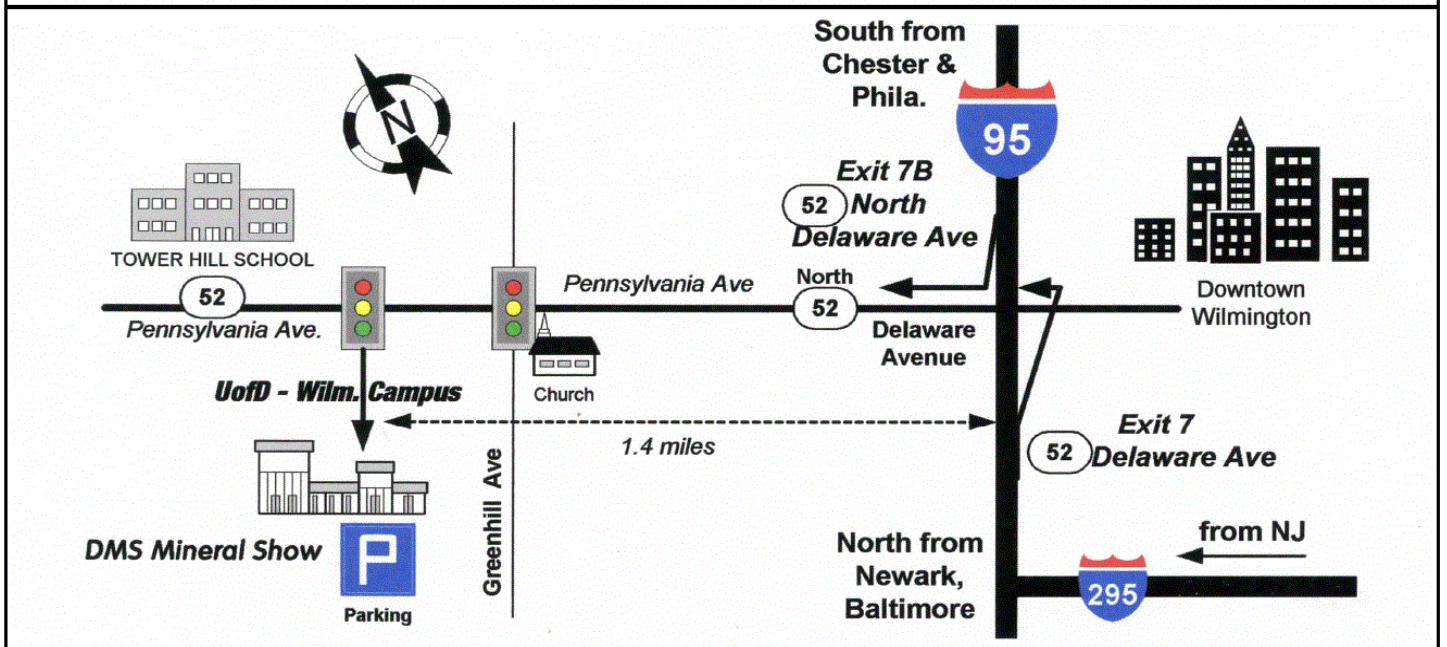 South from
Chester &
Phila.
95
N
Exit 7B
52 North
Delaware Ave
TOWER HILL SCHOOL
52
Pennsylvania Ave.
Pennsylvania Ave
North
52
Delaware
Avenue
Downtown
Wilmington
UofD - Wilm. Campus
Church
1.4 miles
Exit 7
52 Delaware Ave
Greenhill Ave
DMS Mineral Show
P
Parking
North from
Newark,
Baltimore
from NJ
295